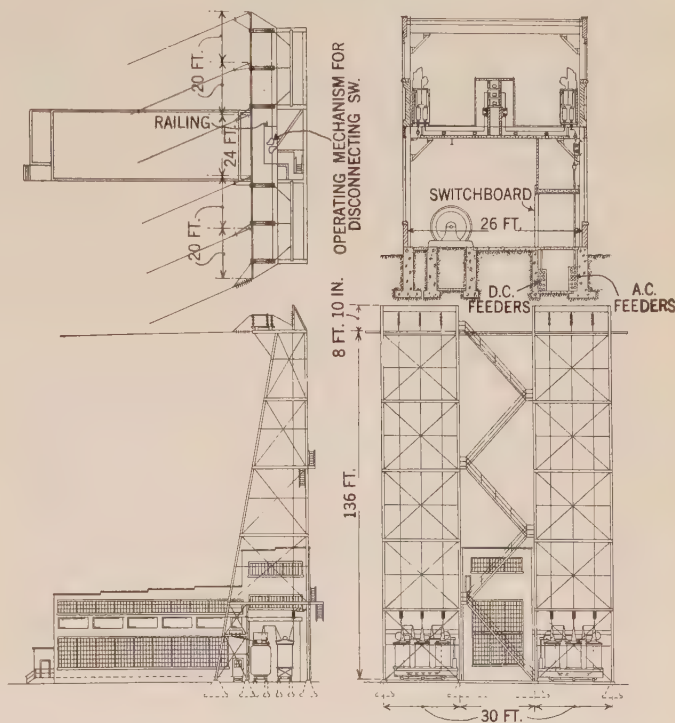 20 FT.
RAILING
24 FT.
20 FT.
OPERATING MECHANISM FOR
DISCONNECTING SW.
SWITCHBOARD
26 FT.
D.C.
FEEDERS
A.C.
FEEDERS
8 FT. 10 IN.
136 FT.
30 FT.